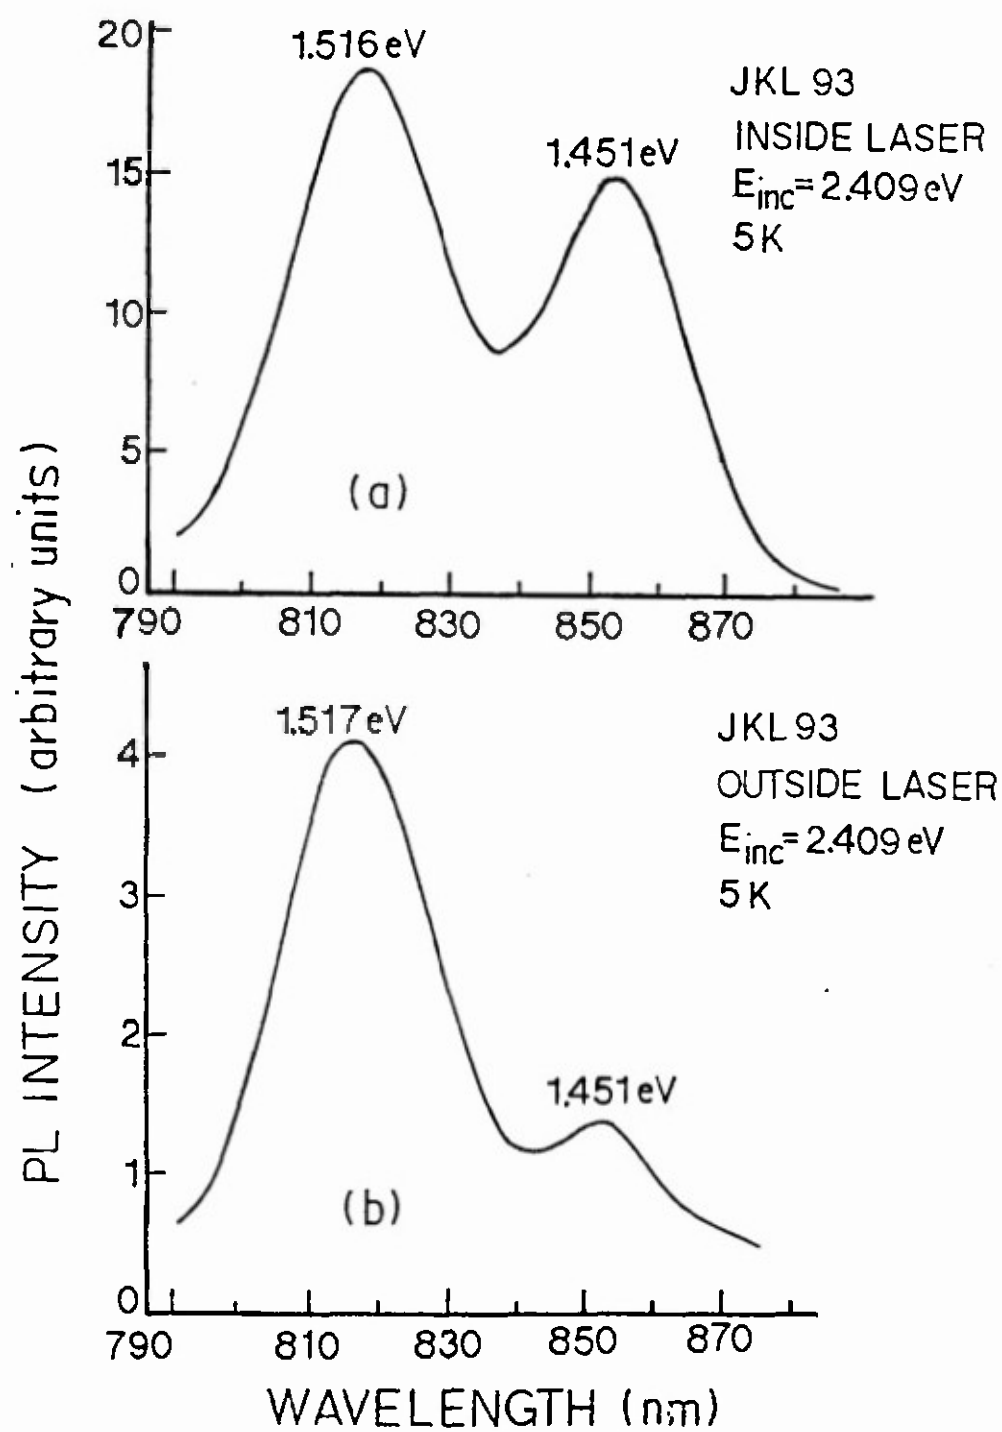 20
1.516 eV
JKL 93
INSIDE LASER
Einc= 2.409 eV
5 K
1.451 eV
15
10
5
(a)
0
790 810 830 850 870
PL INTENSITY (arbitrary units)
1.517 eV
JKL 93
OUTSIDE LASER
Einc= 2.409 eV
5 K
4
3
2
1.451 eV
1
(b)
0
790 810 830 850 870
WAVELENGTH (nm)